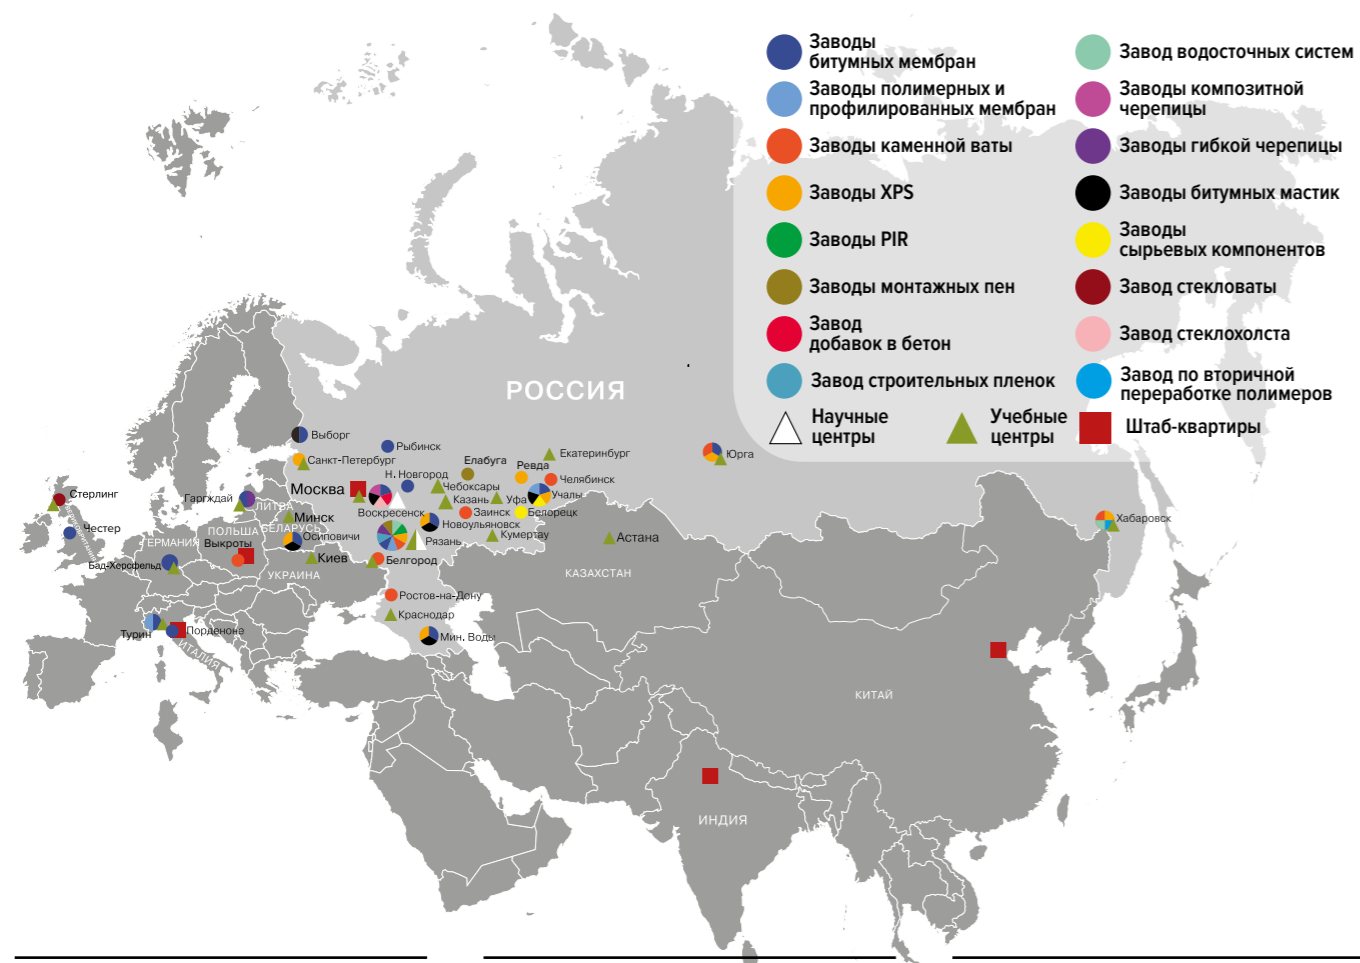 Заводы
битумных мембран
Заводы полимерных и
профилированных мембран
Заводы каменной ваты
Заводы XPS
Заводы PIR
Заводы монтажных пен
Завод
добавок в бетон
Завод строительных пленок
Научные
центры
Завод водосточных систем
Заводы композитной
черепицы
Заводы гибкой черепицы
Заводы битумных мастик
Заводы
сырьевых компонентов
Завод стекловаты
Завод стеклохолста
Завод по вторичной
переработке полимеров
Учебные
центры
Штаб-квартиры
РОССИЯ
Выборг
Рыбинск
Санкт-Петербург
Елабуга
Екатеринбург
Юрга
Ревда
Н. Новгород
Челябинск
Москва
Чебоксары
Стерлинг
Гаргждай
ЛИТВА
Казань
Уфа
Учалы
Воскресенск
Заинск
Белорецк
Минск
Хабаровск
Честер
ВЕЛИКОБРИТАНИЯ
ПОЛЬША
БЕЛАРУСЬ
Новоульяновск
Осиповичи
Рязань
Кумертау
Астана
ГЕРМАНИЯ
Выкроты
Киев
Белгород
Бад-Херсфельд
УКРАИНА
КАЗАХСТАН
Ростов-на-Дону
Краснодар
Турин
Порденоне
Мин. Воды
ИТАЛИЯ
КИТАЙ
ИНДИЯ